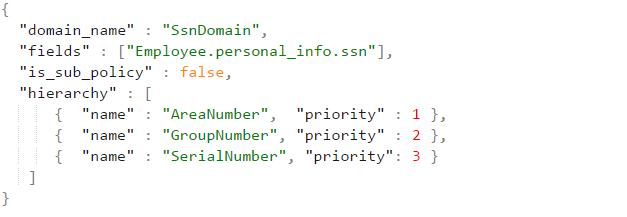 {
  "domain_name" : "SsnDomain",
  "fields" : ["Employee.personal_info.ssn"],
  "is_sub_policy" : false,
  "hierarchy" : [
      {  "name" : "AreaNumber",  "priority" : 1 },
      {  "name" : "GroupNumber", "priority" : 2 },
      {  "name" : "SerialNumber", "priority": 3 }
   ]
}